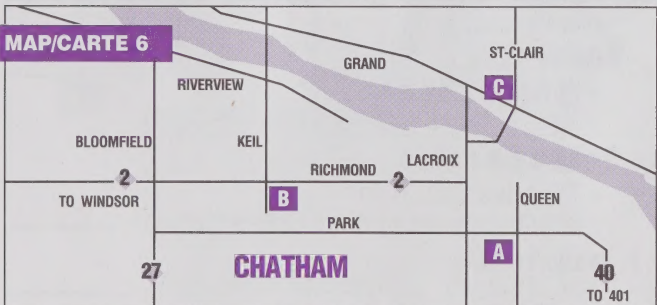 MAP/CARTE 6
ST-CLAIR
GRAND
RIVERVIEW
C
BLOOMFIELD
KEIL
LACROIX
RICHMOND
2
2
TO WINDSOR
B
QUEEN
PARK
A
27
CHATHAM
40
TO 401